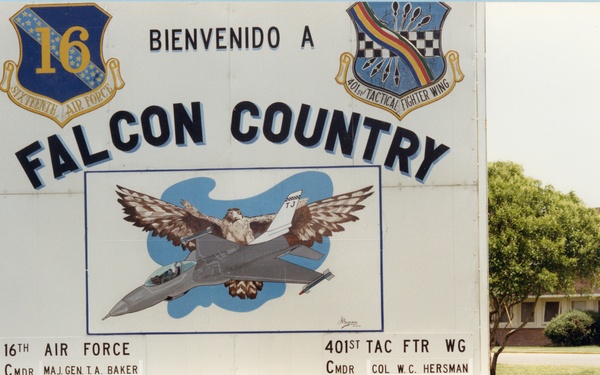 16
SIXTEENTH AIR FORCE
BIENVENIDO A
401ST TACTICAL FIGHTER WING
FALCON COUNTRY
TJ
16TH AIR FORCE
CMDR MAJ. GEN. T. A. BAKER
401ST TAC FTR WG
CMDR COL W. C. HERSMAN